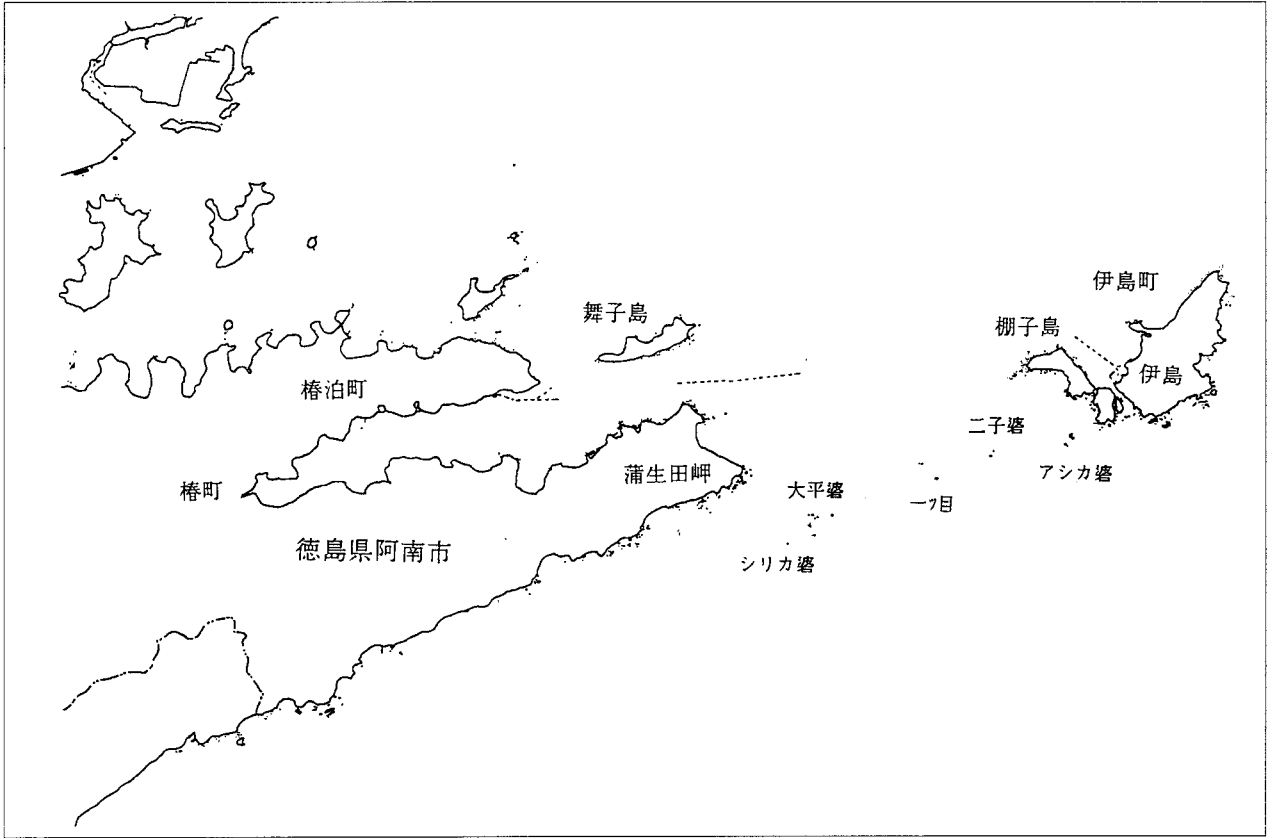 伊島町
舞子島
棚子島
伊島
椿泊町
二子碆
蒲生田岬
アシカ碆
椿町
大平碆
一ツ目
徳島県阿南市
シリカ碆